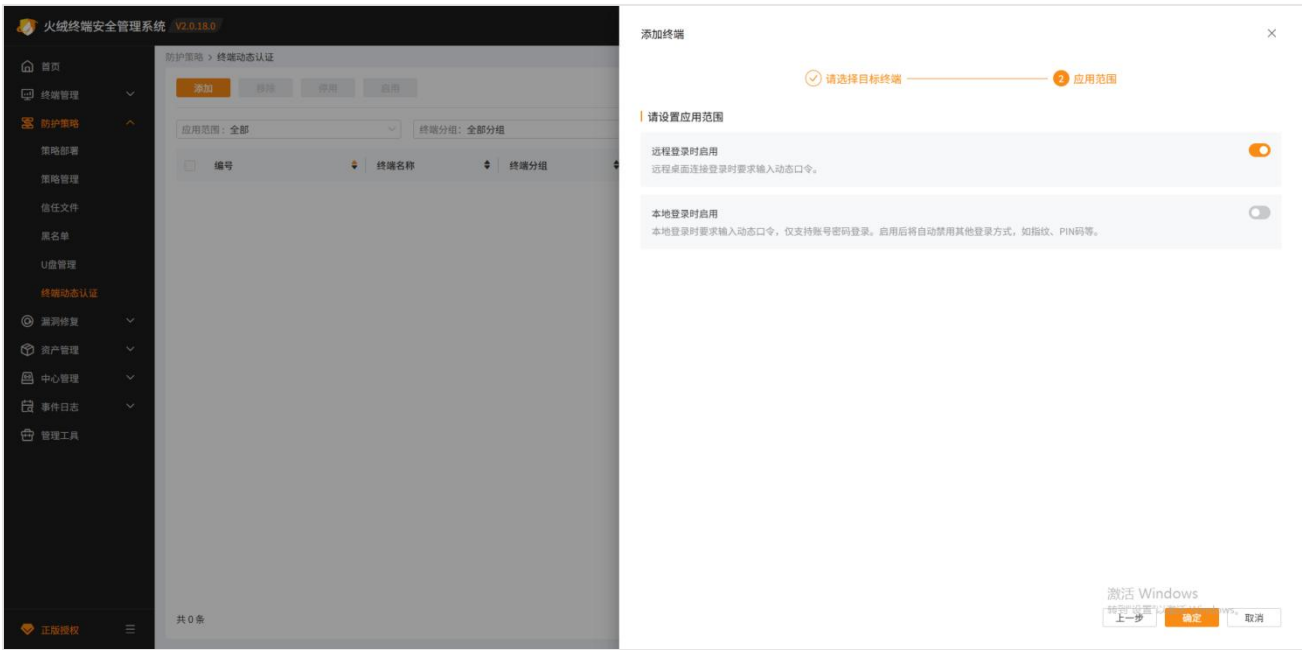 火绒终端安全管理系统 V2.0.18.0
首页
终端管理
防护策略
策略部署
策略管理
信任文件
黑名单
U盘管理
终端动态认证
漏洞修复
资产管理
中心管理
事件日志
管理工具
正版授权
防护策略 > 终端动态认证
添加 移除 停用 启用
应用范围: 全部 终端分组: 全部分组
编号 终端名称 终端分组
共 0 条
添加终端
请选择目标终端 2 应用范围
请设置应用范围
远程登录时启用
远程桌面连接登录时要求输入动态口令。
本地登录时启用
本地登录时要求输入动态口令，仅支持账号密码登录。启用后将自动禁用其他登录方式，如指纹、PIN码等。
激活 Windows
上一步 确定 取消